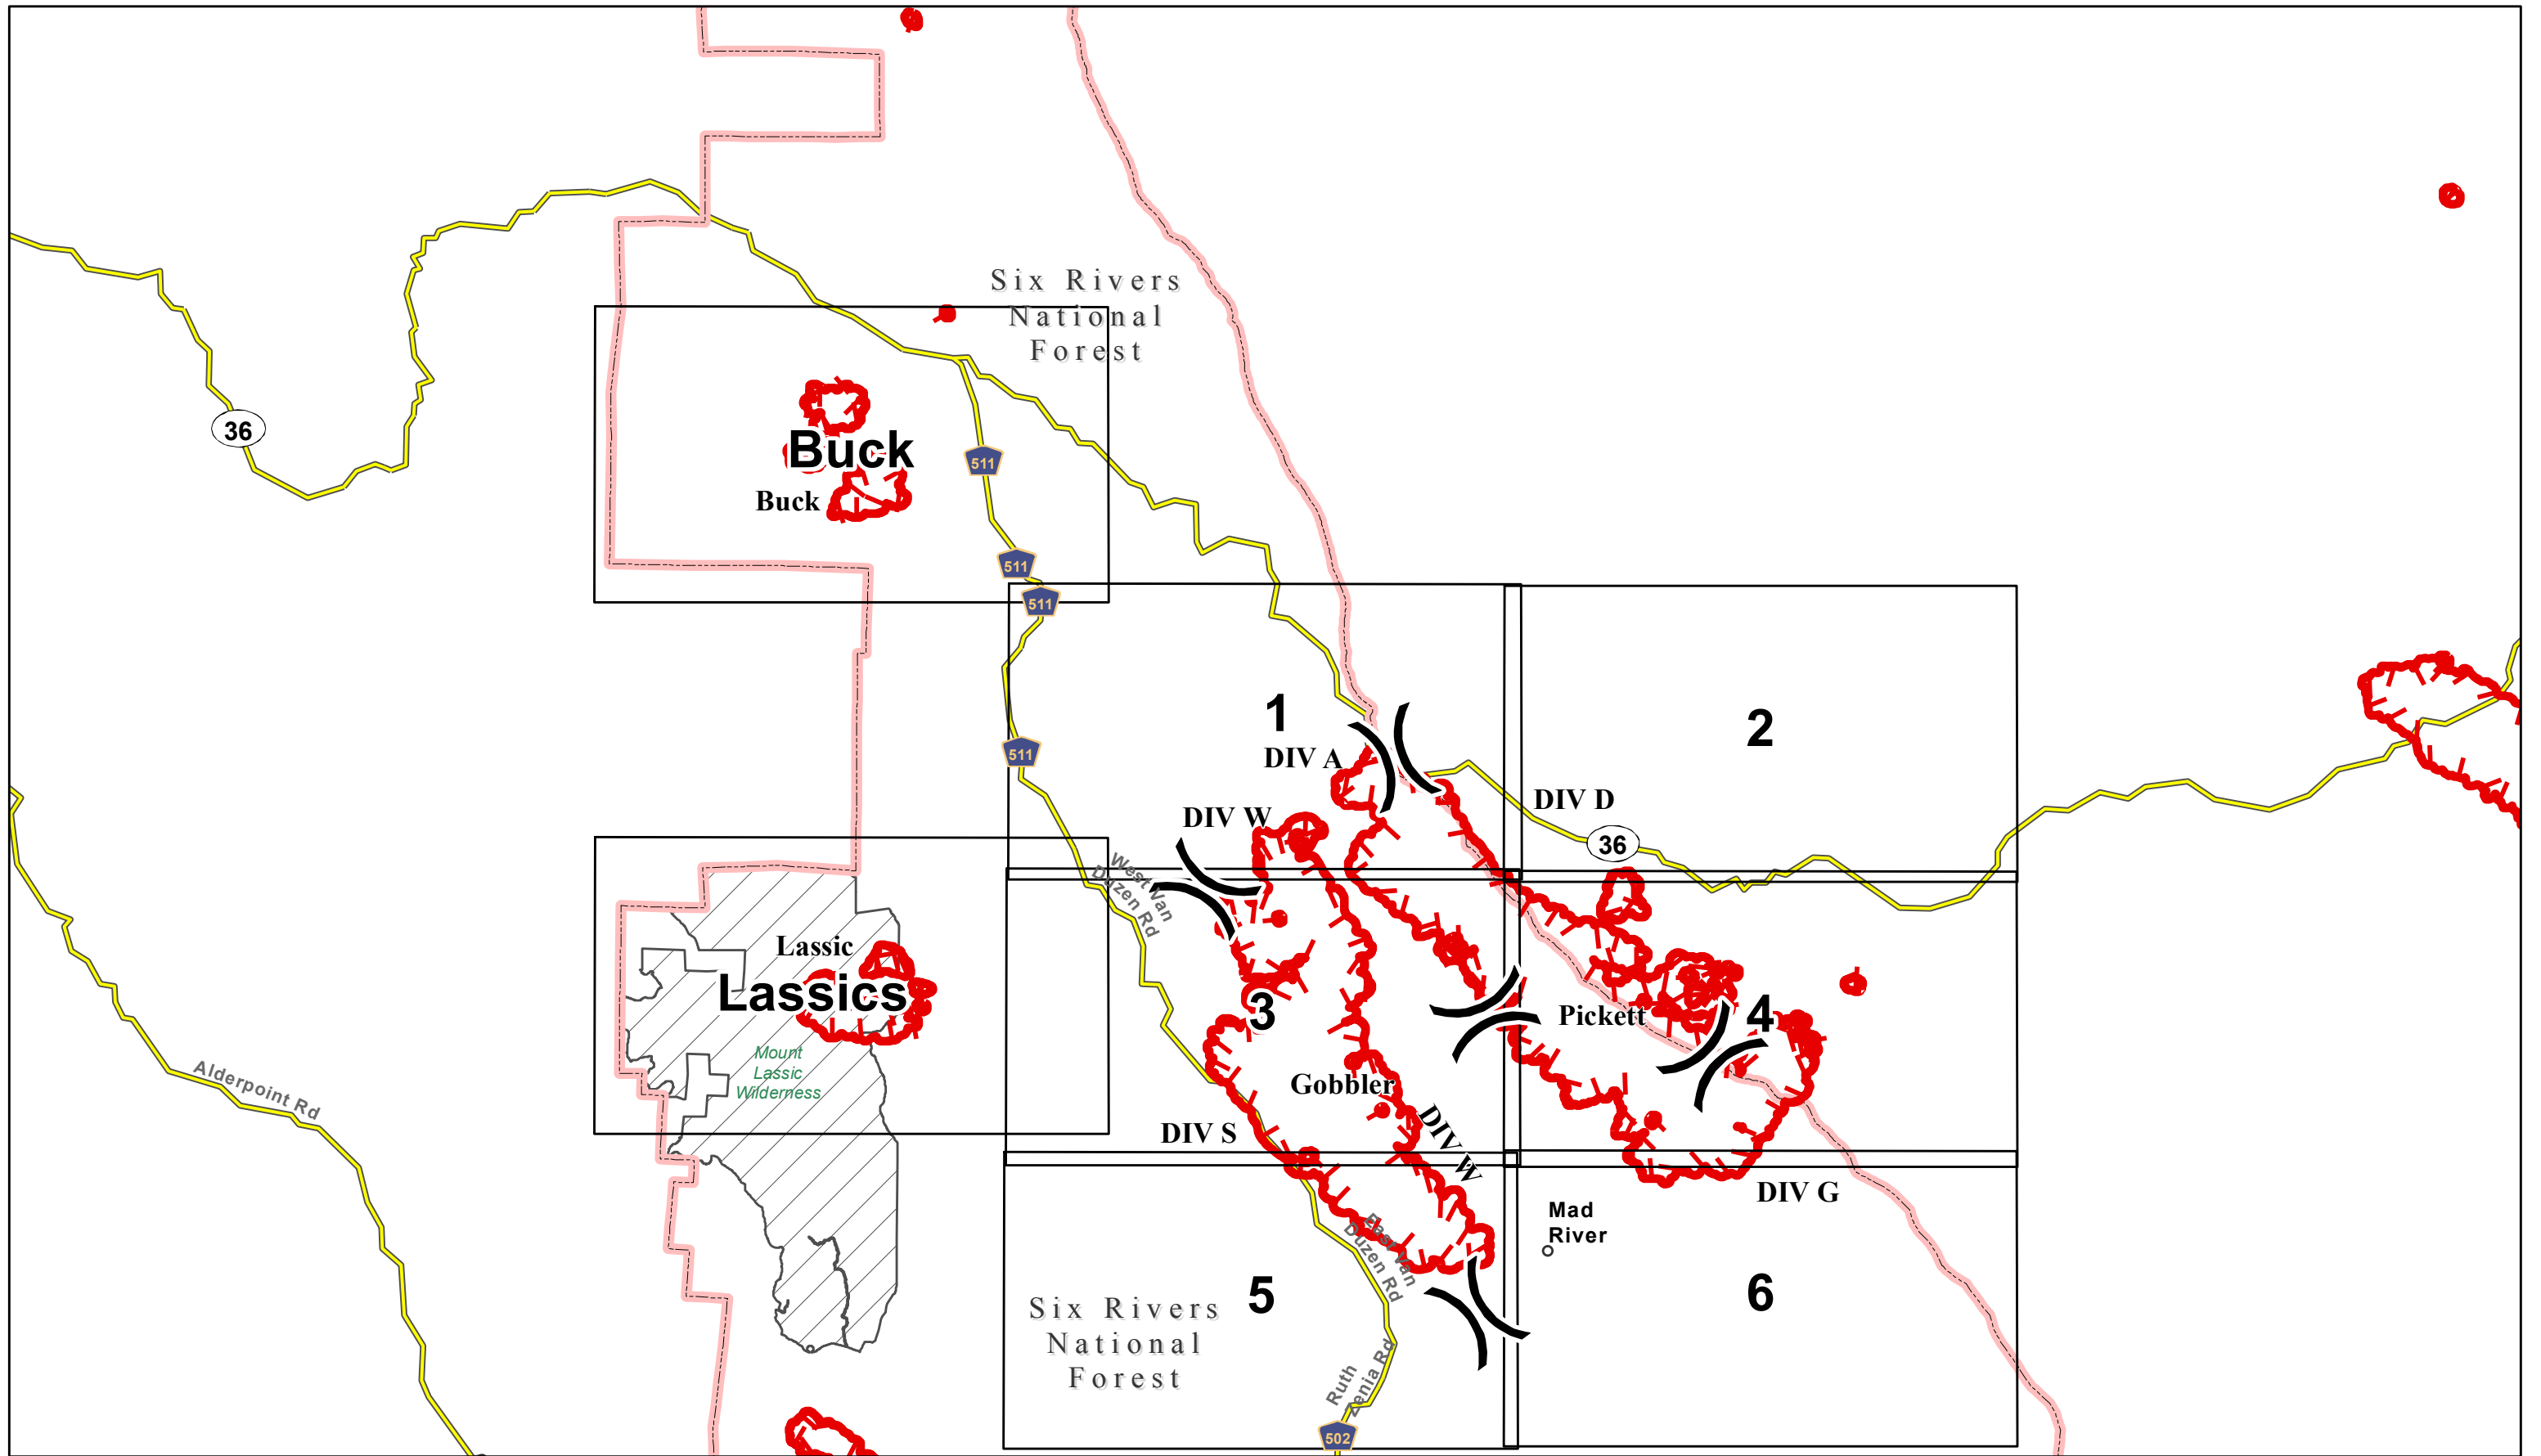 Six Rivers
National
Forest
36
Buck
511
Buck
511
511
1
2
511
DIV A
DIV D
DIV W
36
West Van
Duzen Rd
Lassic
Lassics
3
Pickett
4
Mount
Lassic
Wilderness
Alderpoint Rd
Gobbler
DIV W
DIV S
DIV G
Mad
River
East Van
Duzen Rd
5
6
Six Rivers
National
Forest
Ruth
Zenia Rd
502